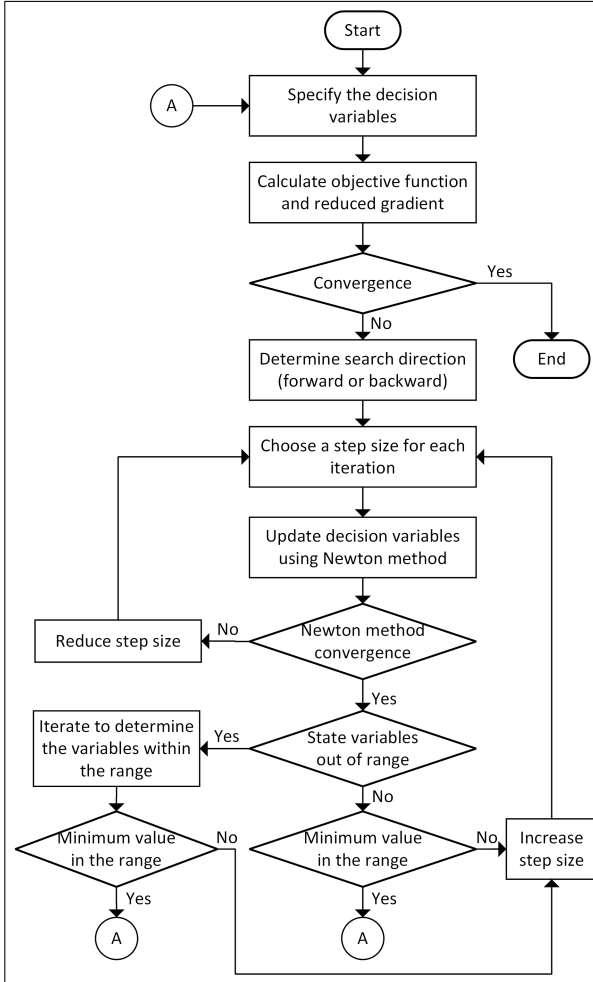 Start
A
Specify the decision
variables
Calculate objective function
and reduced gradient
Convergence
Yes
No
End
Determine search direction
(forward or backward)
Choose a step size for each
iteration
Update decision variables
using Newton method
Newton method
convergence
No
Reduce step size
Yes
State variables
out of range
Yes
Iterate to determine
the variables within
the range
No
Minimum value
in the range
No
Minimum value
in the range
No
Increase
step size
Yes
Yes
A
A